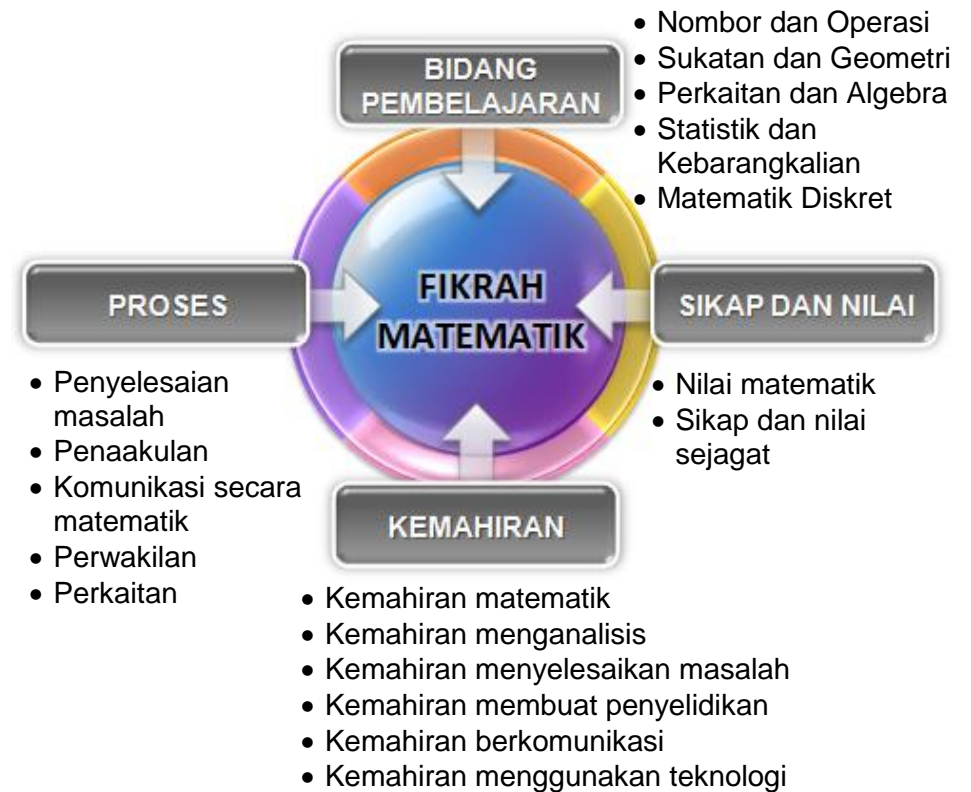 BIDANG
PEMBELAJARAN
• Nombor dan Operasi
• Sukatan dan Geometri
• Perkaitan dan Algebra
• Statistik dan
Kebarangkalian
• Matematik Diskret
FIKRAH
MATEMATIK
PROSES
• Penyelesaian
masalah
• Penaakulan
• Komunikasi secara
matematik
• Perwakilan
• Perkaitan
SIKAP DAN NILAI
• Nilai matematik
• Sikap dan nilai
sejagat
KEMAHIRAN
• Kemahiran matematik
• Kemahiran menganalisis
• Kemahiran menyelesaikan masalah
• Kemahiran membuat penyelidikan
• Kemahiran berkomunikasi
• Kemahiran menggunakan teknologi